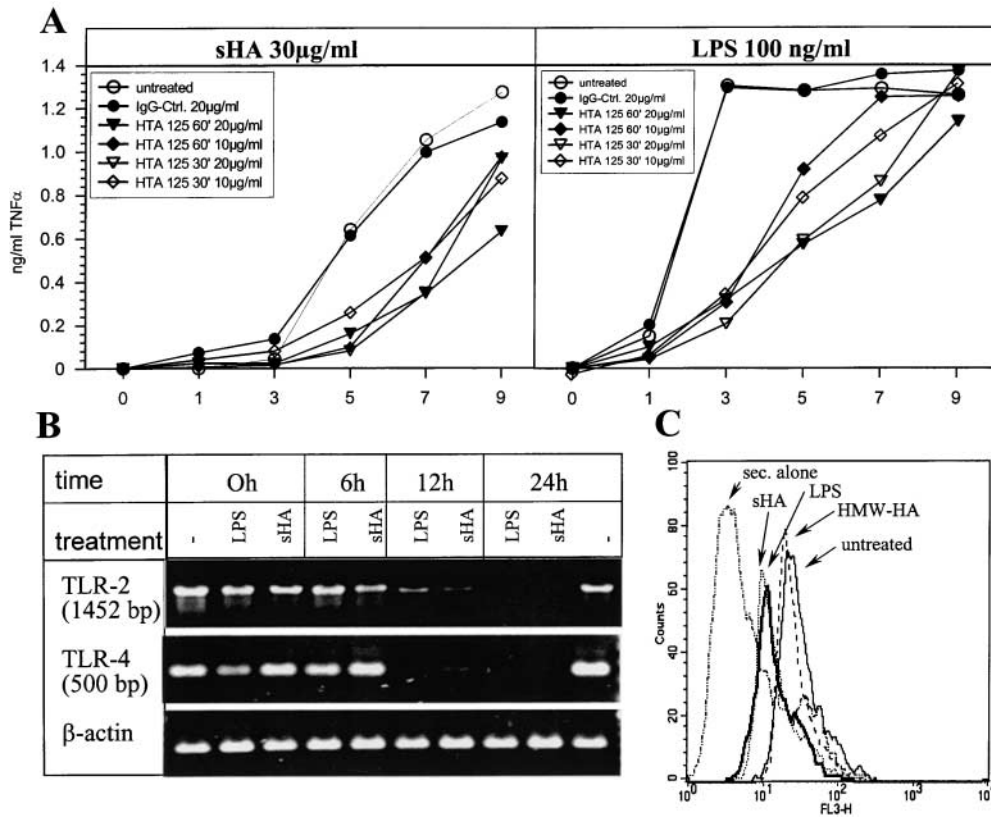 A
sHA 30µg/ml
LPS 100 ng/ml
ng/ml TNFα
1.4
1.2
1.0
0.8
0.6
0.4
0.2
0
untreated
IgG-Ctrl. 20µg/ml
HTA 125 60' 20µg/ml
HTA 125 60' 10µg/ml
HTA 125 30' 20µg/ml
HTA 125 30' 10µg/ml
untreated
IgG-Ctrl. 20µg/ml
HTA 125 60' 20µg/ml
HTA 125 60' 10µg/ml
HTA 125 30' 20µg/ml
HTA 125 30' 10µg/ml
0 1 3 5 7 9
0 1 3 5 7 9
B
time Oh 6h 12h 24h
treatment - LPS sHA LPS sHA LPS sHA LPS sHA -
TLR-2
(1452 bp)
TLR-4
(500 bp)
β-actin
C
Counts
100
80
60
40
20
0
sec. alone
sHA
LPS
HMW-HA
untreated
10⁰ 10¹ 10² 10³ 10⁴
FL3-H